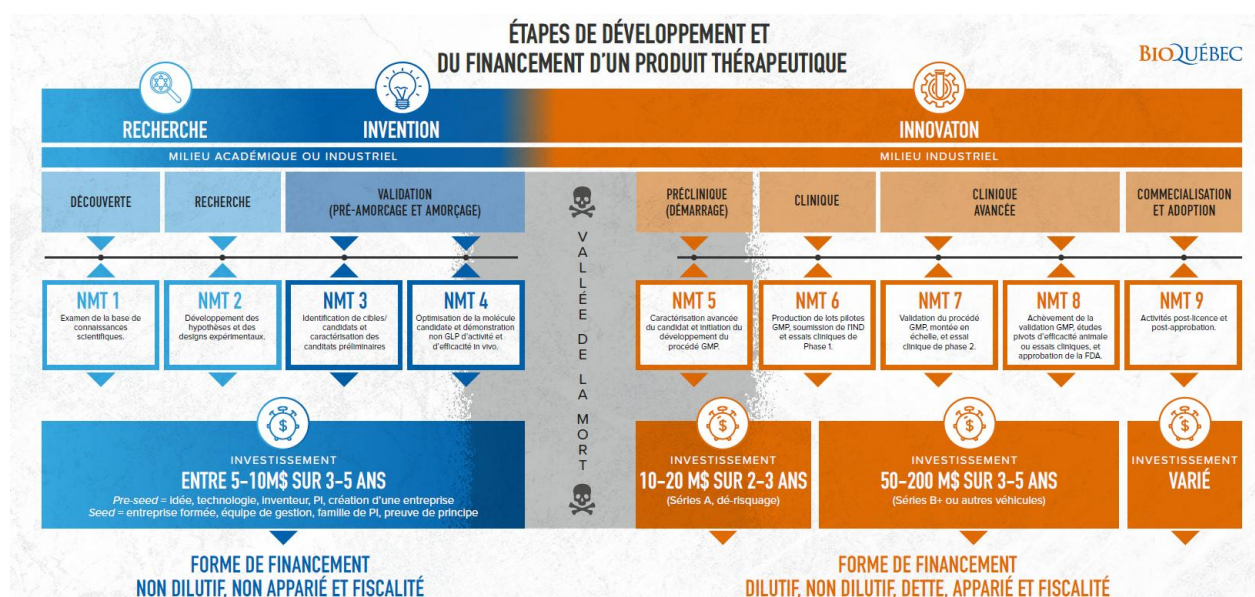 ÉTAPES DE DÉVELOPPEMENT ET
DU FINANCEMENT D'UN PRODUIT THÉRAPEUTIQUE
BIOQUÉBEC
RECHERCHE
INVENTION
INNOVATON
MILIEU ACADÉMIQUE OU INDUSTRIEL
MILIEU INDUSTRIEL
DÉCOUVERTE
RECHERCHE
VALIDATION
(PRÉ-AMORCAGE ET AMORÇAGE)
PRÉCLINIQUE
(DÉMARRAGE)
CLINIQUE
CLINIQUE
AVANCÉE
COMMECIALISATION
ET ADOPTION
NMT 1
Examen de la base de
connaissances
scientifiques.
NMT 2
Développement des
hypothèses et des
designs expérimentaux.
NMT 3
Identification de cibles/
candidats et
caractérisation des
canditats préliminaires
NMT 4
Optimisation de la molécule
candidate et démonstration
non GLP d'activité et
d'efficacité in vivo.
VALLÉE DE LA MORT
NMT 5
Caractérisation avancée
du candidat et initiation du
développement du
procédé GMP.
NMT 6
Production de lots pilotes
GMP, soumission de l'IND
et essais cliniques de
Phase 1.
NMT 7
Validation du procédé
GMP, montée en
échelle, et essai
clinique de phase 2.
NMT 8
Achèvement de la
validation GMP, études
pivots d'efficacité animale
ou essais cliniques, et
approbation de la FDA.
NMT 9
Activités post-licence et
post-approbation.
INVESTISSEMENT
ENTRE 5-10M$ SUR 3-5 ANS
Pre-seed = idée, technologie, inventeur, PI, création d'une entreprise
Seed = entreprise formée, équipe de gestion, famille de PI, preuve de principe
INVESTISSEMENT
10-20 M$ SUR 2-3 ANS
(Séries A, dé-risquage)
INVESTISSEMENT
50-200 M$ SUR 3-5 ANS
(Séries B+ ou autres véhicules)
INVESTISSEMENT
VARIÉ
FORME DE FINANCEMENT
NON DILUTIF, NON APPARIÉ ET FISCALITÉ
FORME DE FINANCEMENT
DILUTIF, NON DILUTIF, DETTE, APPARIÉ ET FISCALITÉ